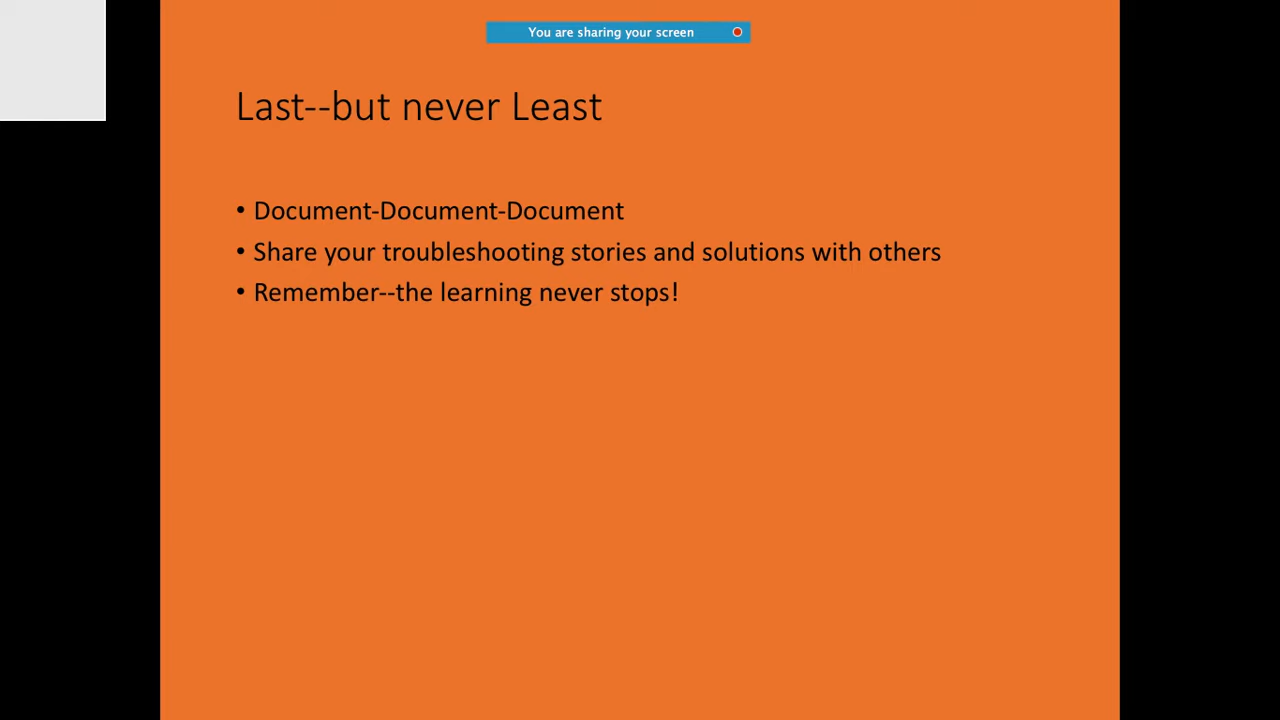 You are sharing your screen
Last--but never Least
• Document-Document-Document
• Share your troubleshooting stories and solutions with others
• Remember--the learning never stops!